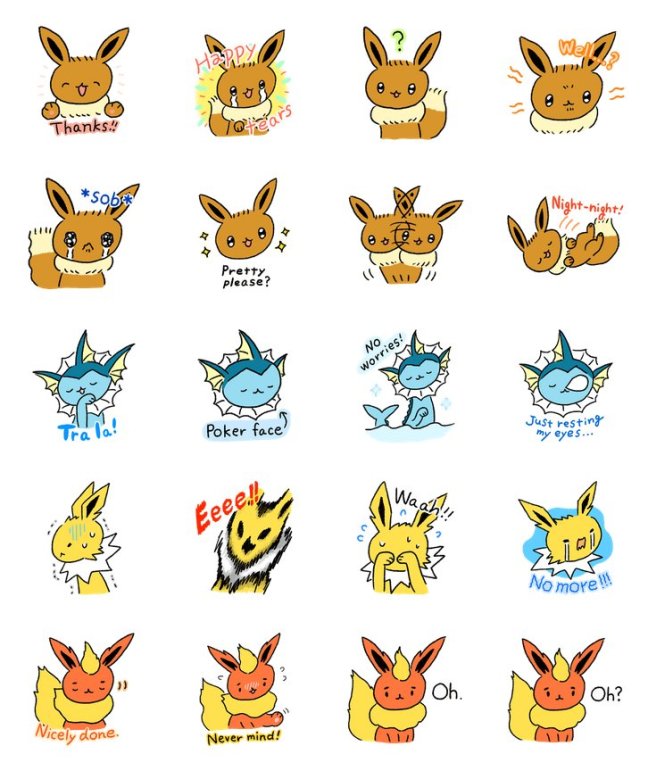 Thanks!!
Happy
tears
?
Well...?
*sob*
Pretty
please?
Night-night!
Tra la!
Poker face
No
worries!
Just resting
my eyes...
Eeee!!
Waah!!!
No more!!!
Nicely done.
Never mind!
Oh.
Oh?